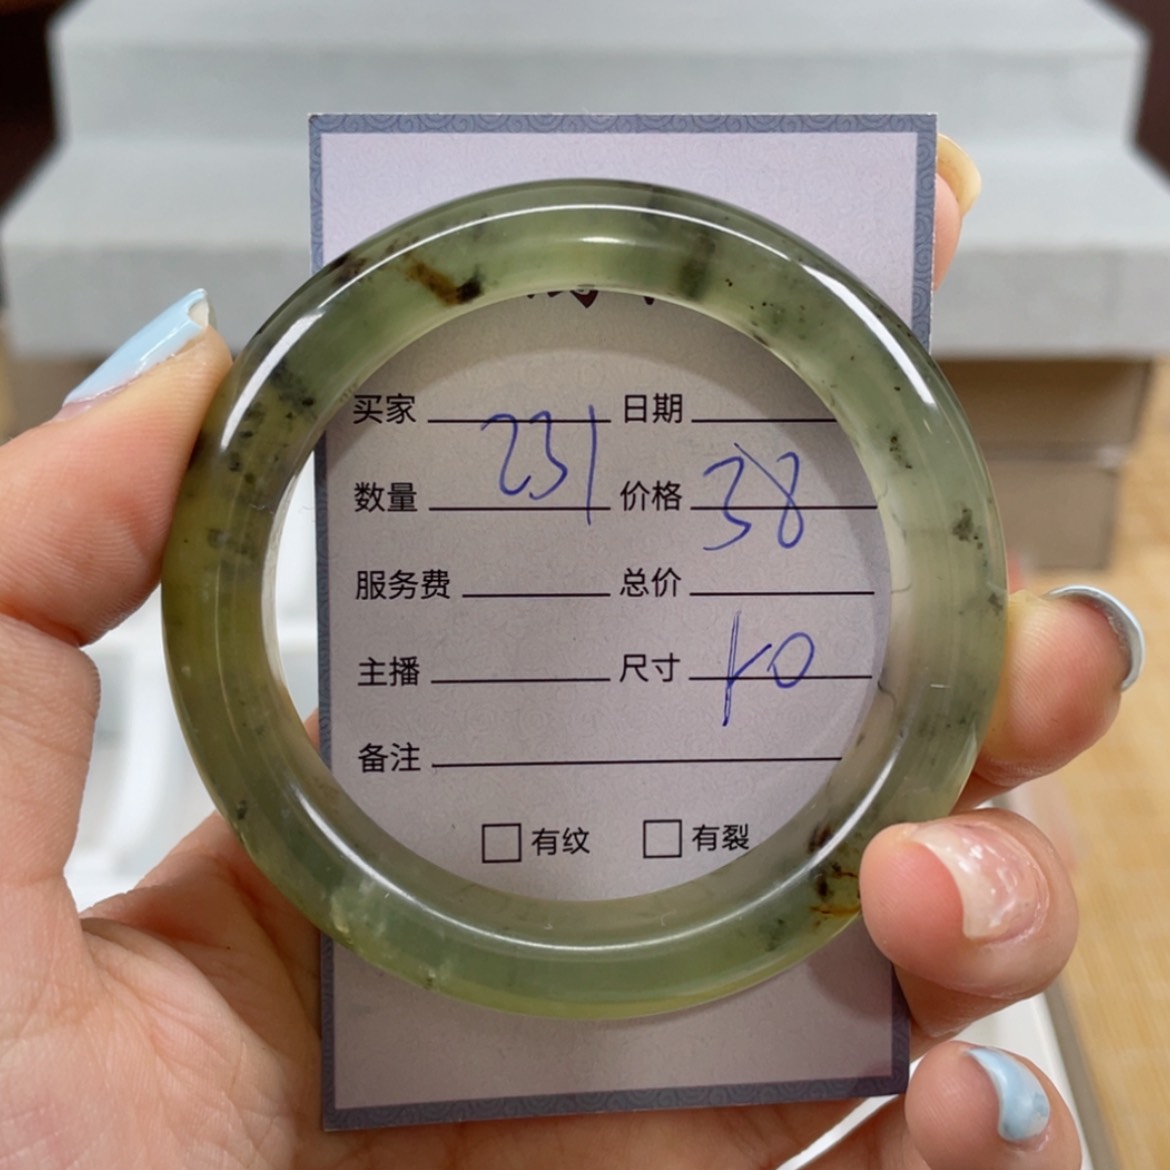 买家 日期
数量 231 价格 38
服务费 总价
主播 尺寸
备注
□有纹 □有裂